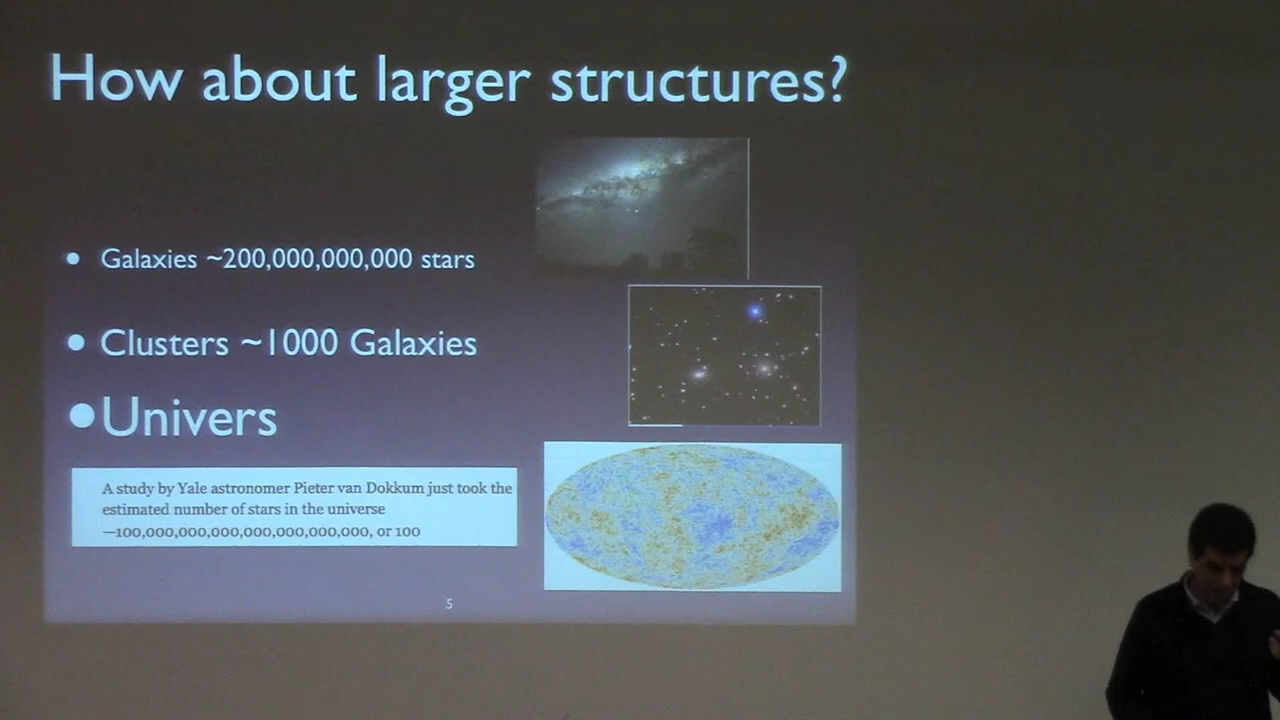 How about larger structures?
• Galaxies ~200,000,000,000 stars
• Clusters ~1000 Galaxies
•Univers
A study by Yale astronomer Pieter van Dokkum just took the
estimated number of stars in the universe
—100,000,000,000,000,000,000,000, or 100
5